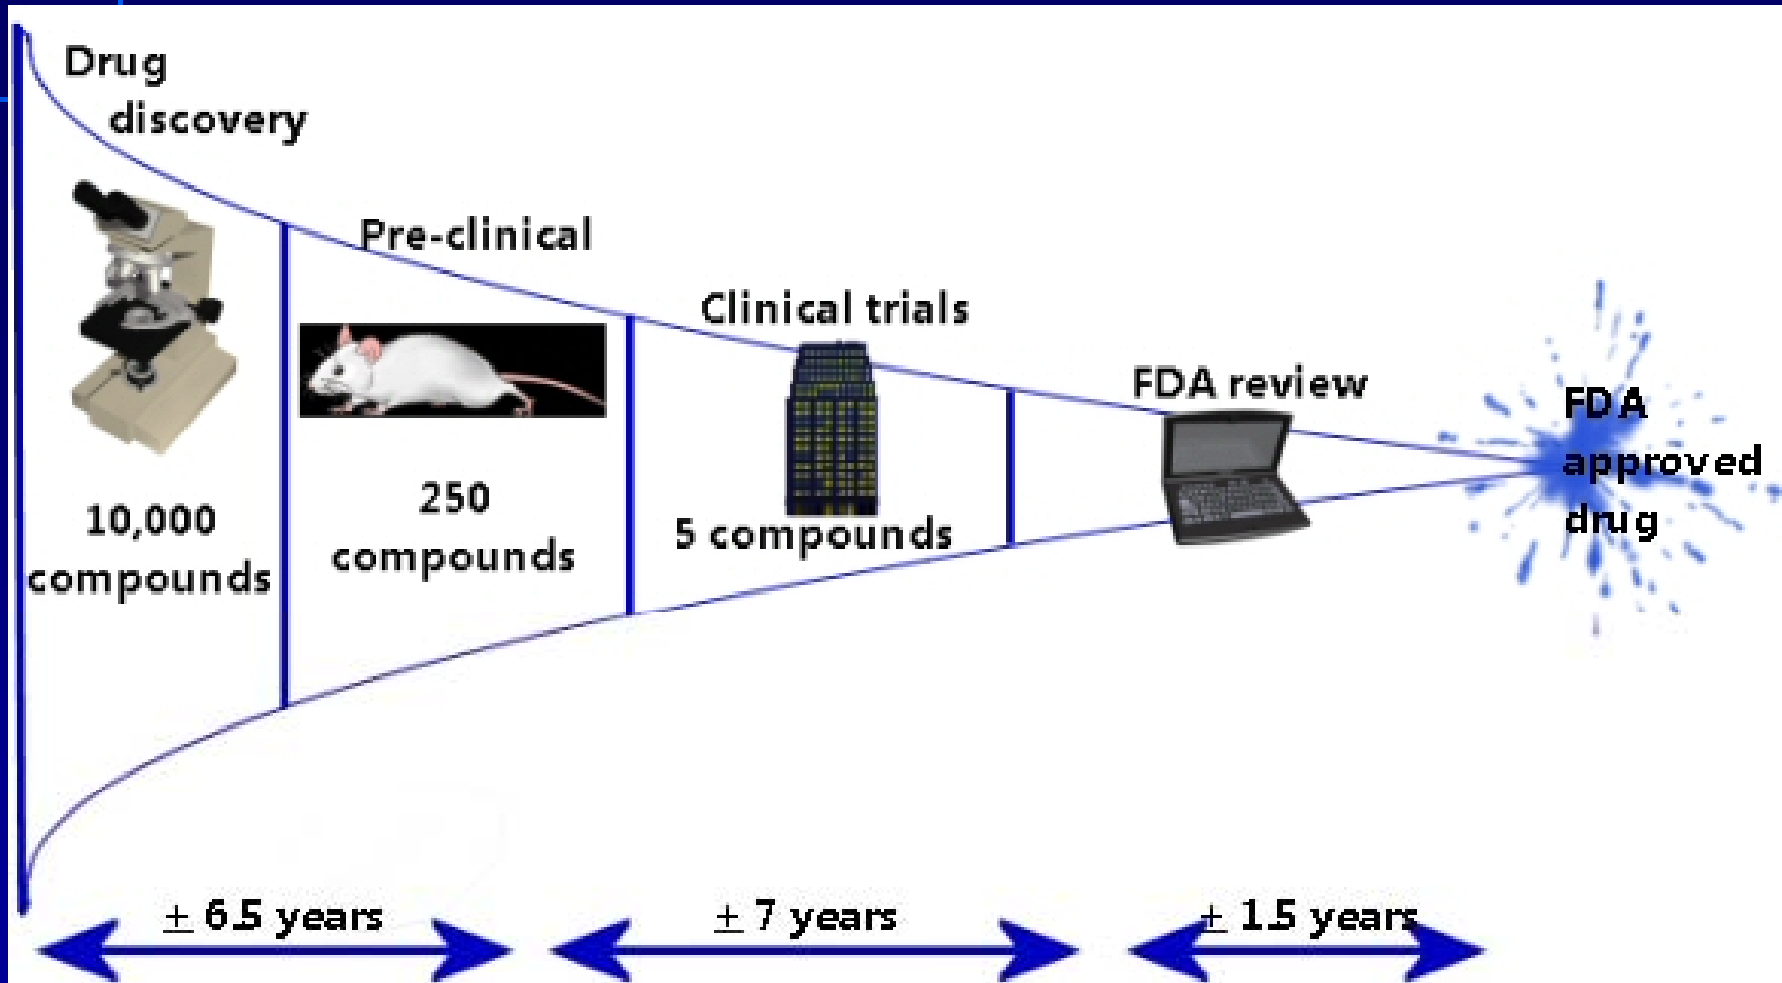 Drug
discovery
Pre-clinical
Clinical trials
FDA review
FDA
approved
drug
10,000
compounds
250
compounds
5 compounds
± 6.5 years
± 7 years
± 1.5 years